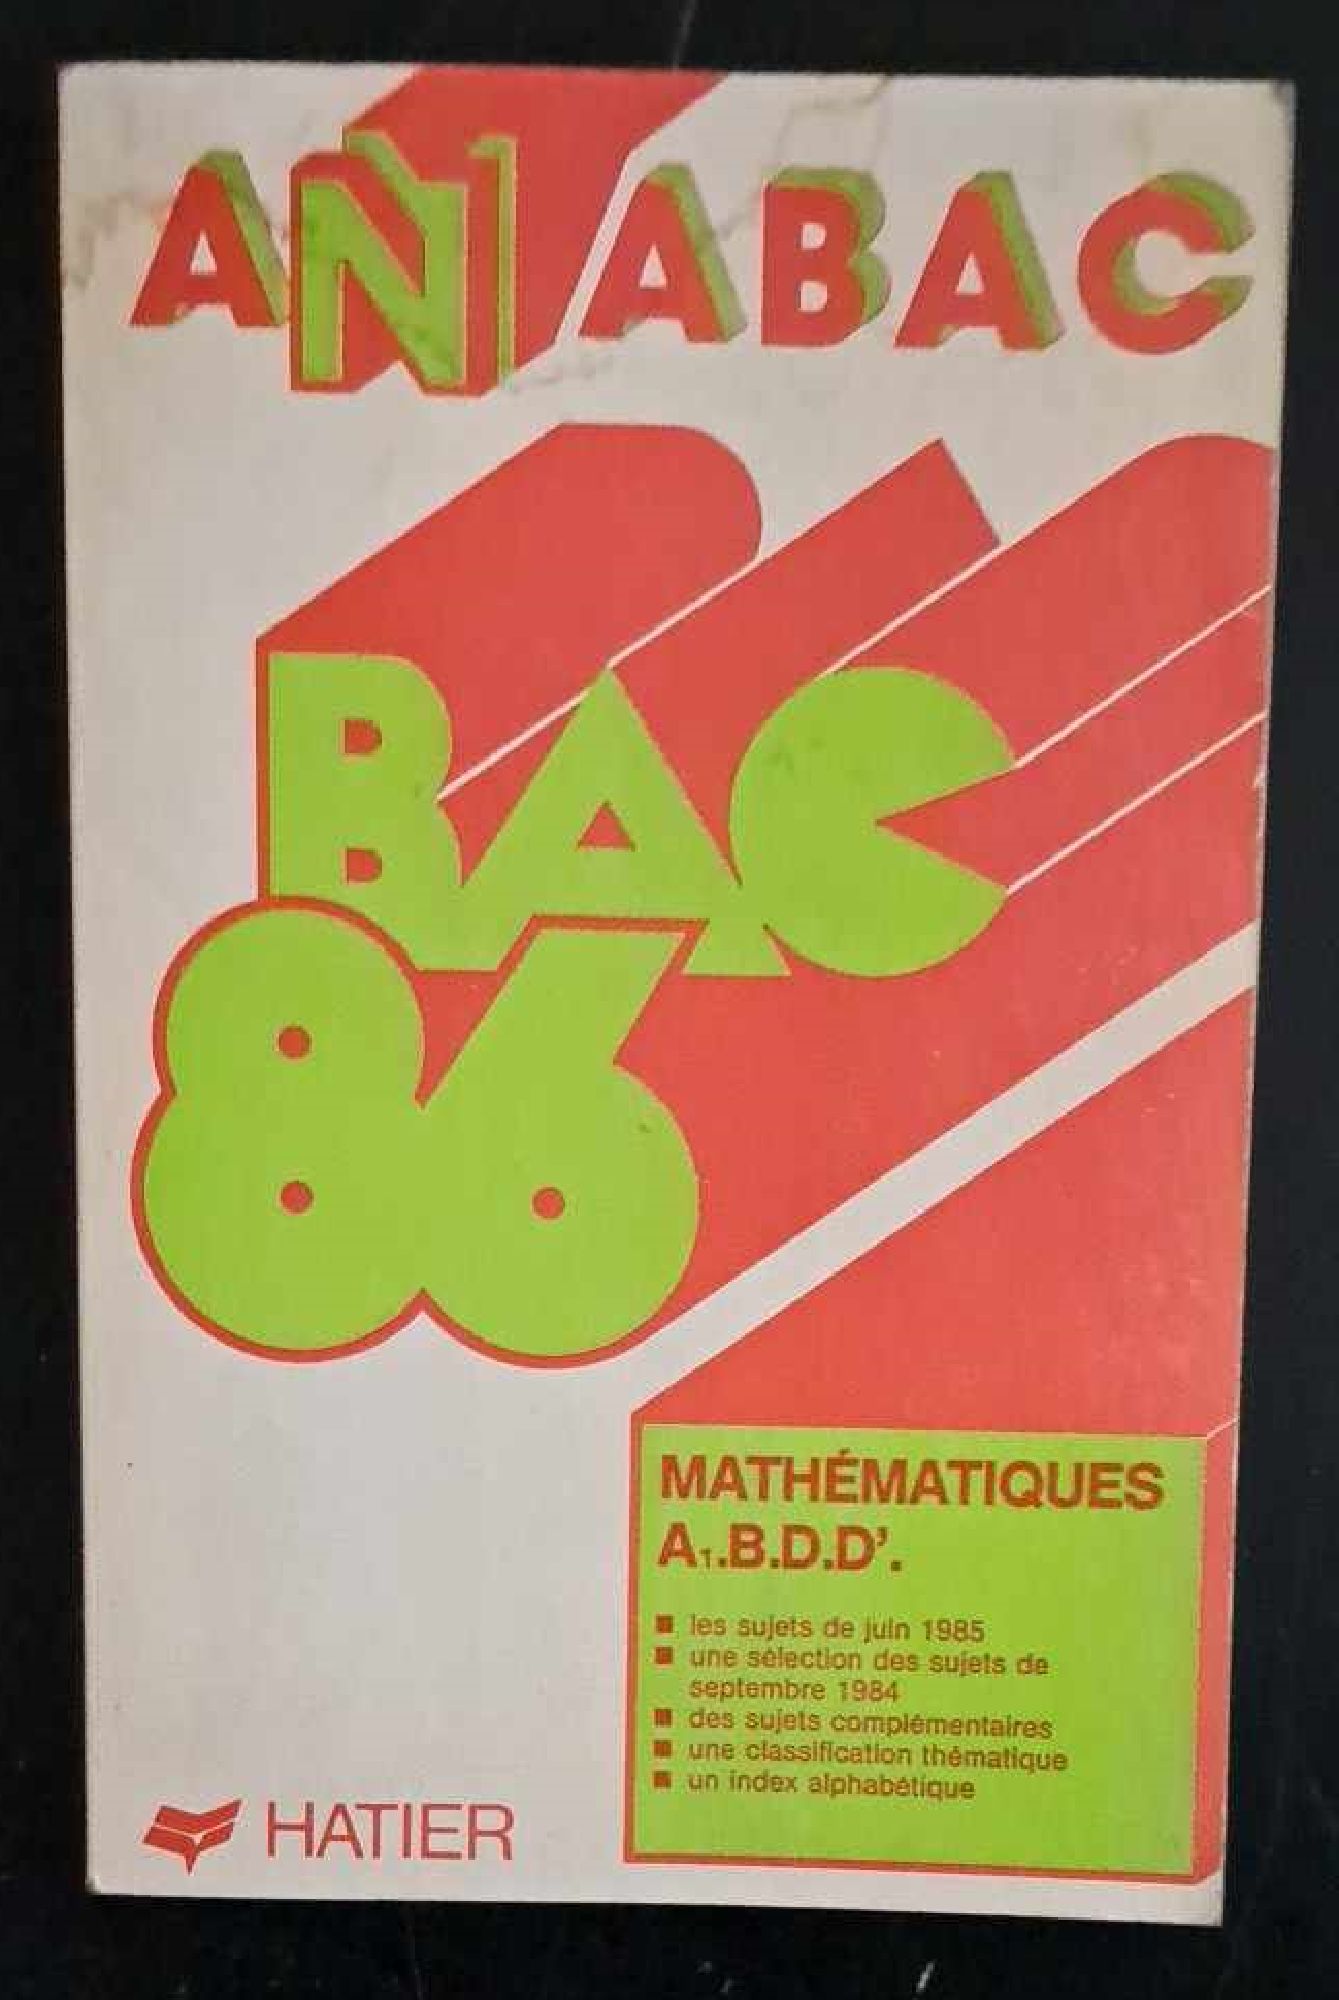 ANNABAC
BAC
86
MATHÉMATIQUES
A1.B.D.D'.
■ les sujets de juin 1985
■ une sélection des sujets de
septembre 1984
■ des sujets complémentaires
■ une classification thématique
■ un index alphabétique
HATIER